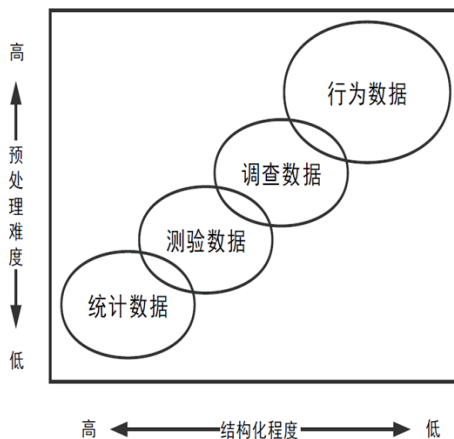 高
行为数据
预处理难度
调查数据
测验数据
统计数据
低
高 结构化程度 低